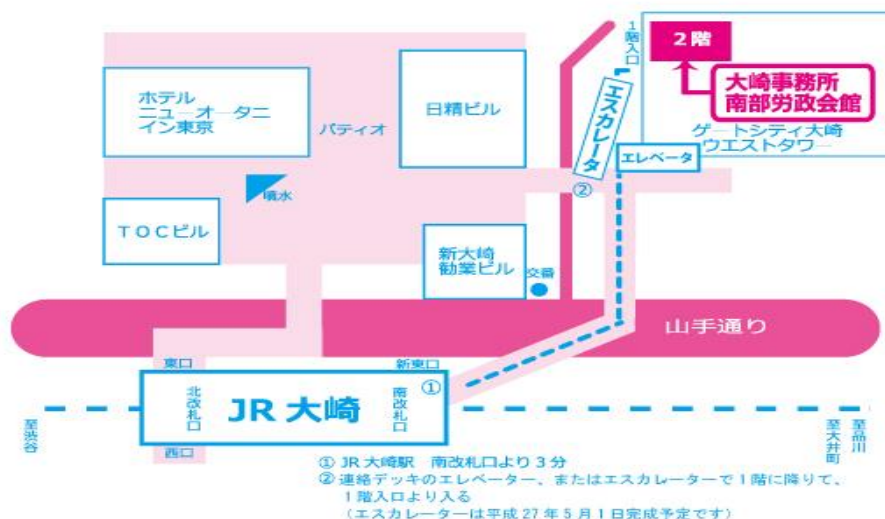 1階入口
2階
大崎事務所
南部労政会館
ゲートシティ大崎
ウエストタワー
エスカレータ
エレベータ
②
ホテル
ニューオータニ
イン東京
パティオ
日精ビル
噴水
TOCビル
新大崎
勧業ビル
交番
山手通り
東口
新東口
①
北改札口
JR 大崎
南改札口
西口
至渋谷
至大井町
至品川
① JR 大崎駅 南改札口より 3 分
② 連絡デッキのエレベーター、またはエスカレーターで 1 階に降りて、
1 階入口より入る
(エスカレーターは平成 27 年 5 月 1 日完成予定です)